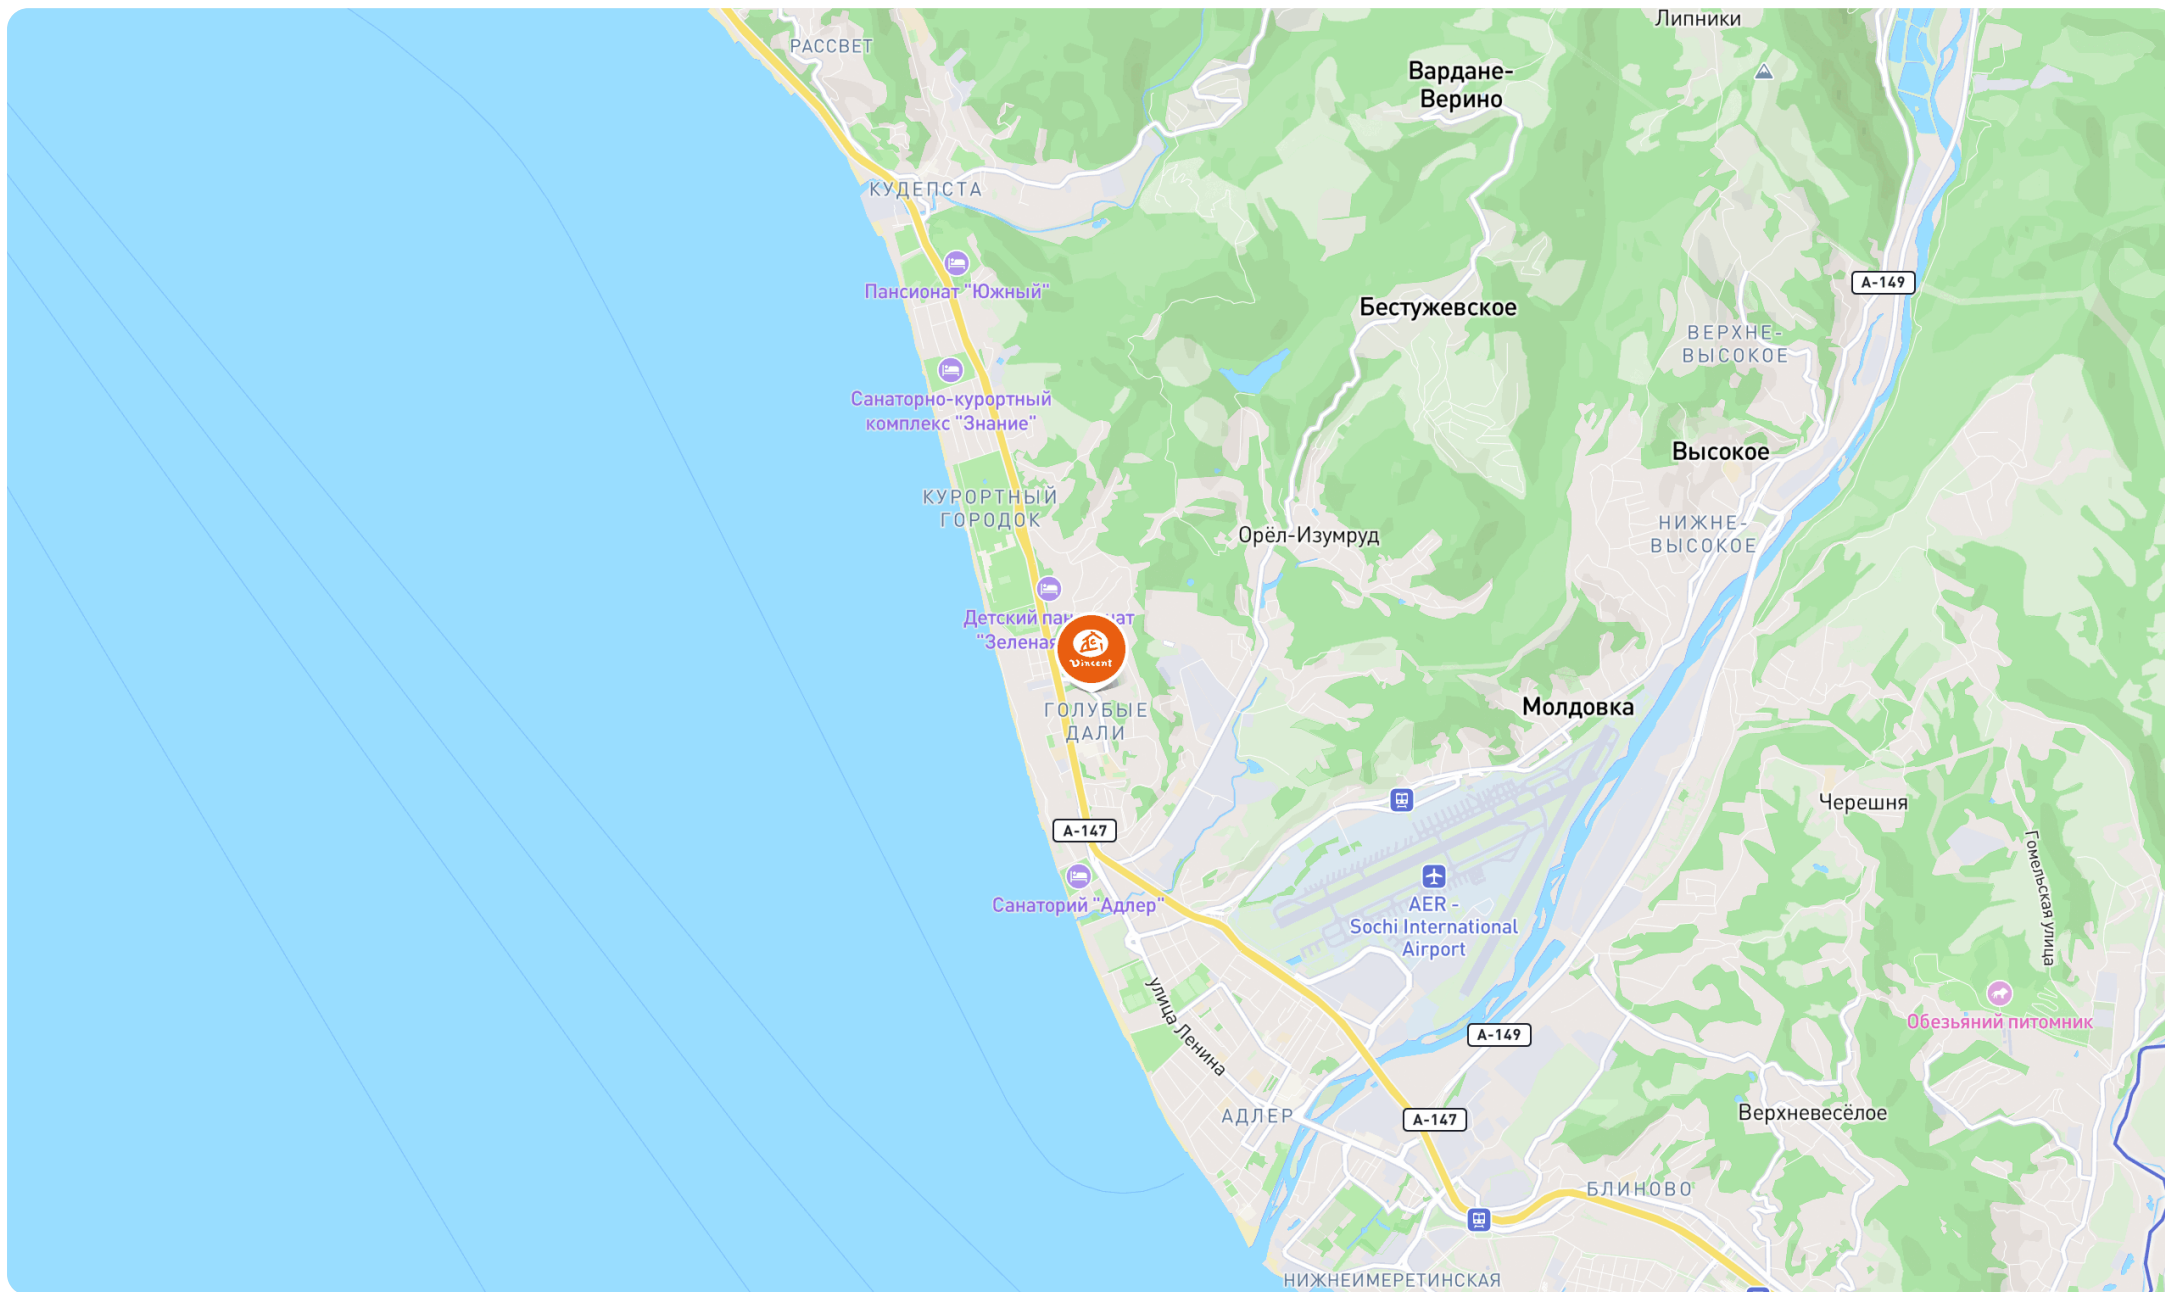 Липники
РАССВЕТ
Вардане-
Верино
КУДЕПСТА
Пансионат "Южный"
А-149
Бестужевское
ВЕРХНЕ-
ВЫСОКОЕ
Санаторно-курортный
комплекс "Знание"
Высокое
КУРОРТНЫЙ
ГОРОДОК
НИЖНЕ-
ВЫСОКОЕ
Орёл-Изумруд
Детский
"Зеленая
Vincent
ГОЛУБЫЕ
ДАЛИ
Молдовка
Черешня
А-147
Гомельская улица
Санаторий "Адлер"
AER -
Sochi International
Airport
улица Ленина
Обезьяний питомник
А-149
АДЛЕР
А-147
Верхневесёлое
БЛИНОВО
НИЖНЕИМЕРЕТИНСКАЯ